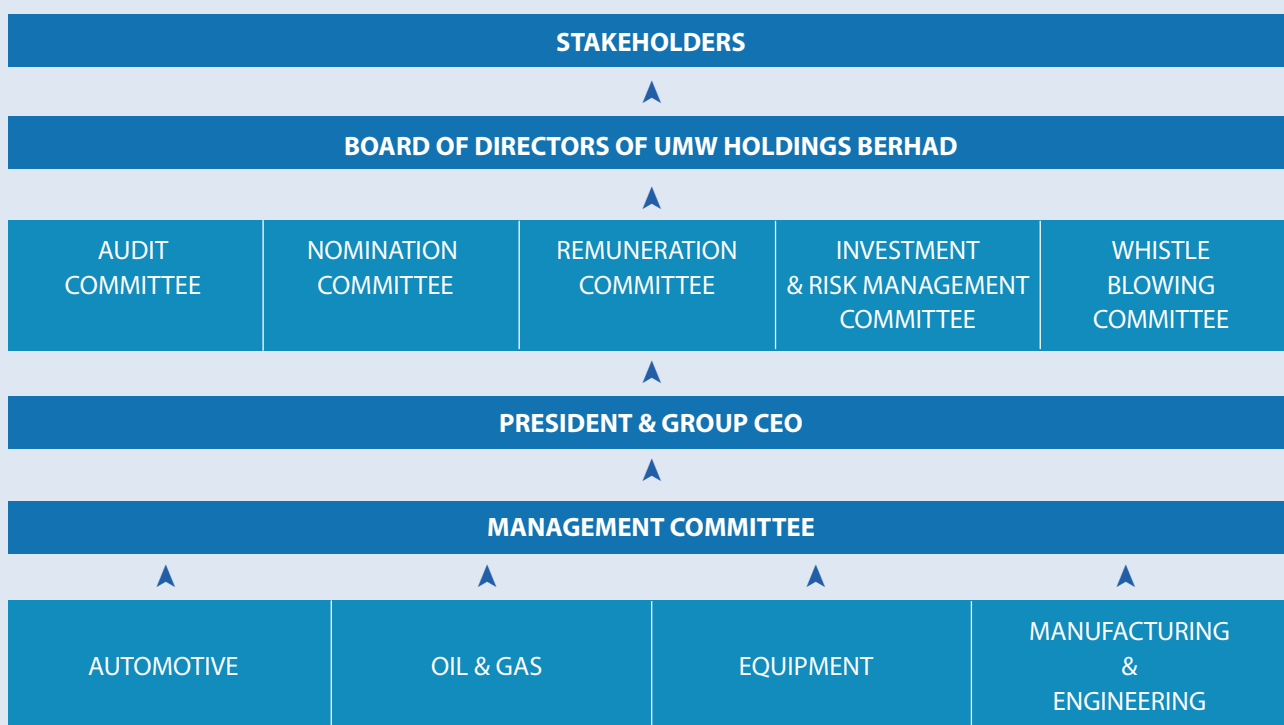 STAKEHOLDERS
BOARD OF DIRECTORS OF UMW HOLDINGS BERHAD
AUDIT
COMMITTEE
NOMINATION
COMMITTEE
REMUNERATION
COMMITTEE
INVESTMENT
& RISK MANAGEMENT
COMMITTEE
WHISTLE
BLOWING
COMMITTEE
PRESIDENT & GROUP CEO
MANAGEMENT COMMITTEE
AUTOMOTIVE
OIL & GAS
EQUIPMENT
MANUFACTURING
&
ENGINEERING